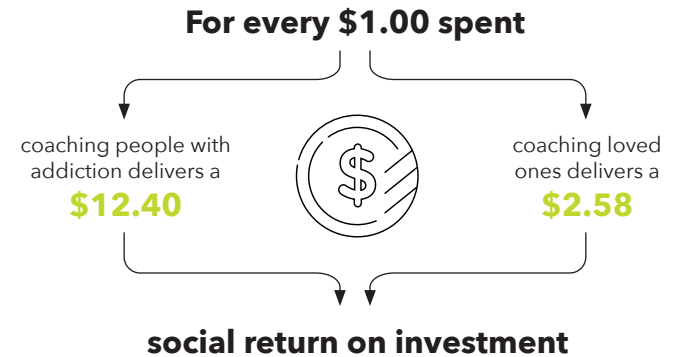 For every $1.00 spent
coaching people with
addiction delivers a
$12.40
$
coaching loved
ones delivers a
$2.58
social return on investment